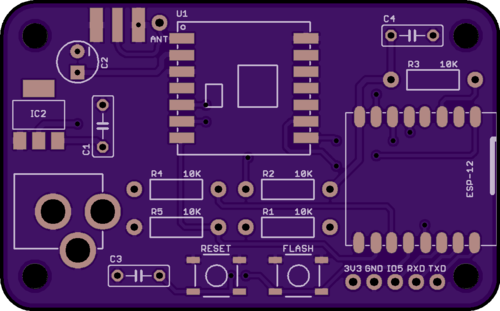 U1
ANT
C4
C2
R3 10K
IC2
C1
ESP-12
R4 10K
R2 10K
R5 10K
R1 10K
RESET
FLASH
C3
3V3 GND IO5 RXD TXD